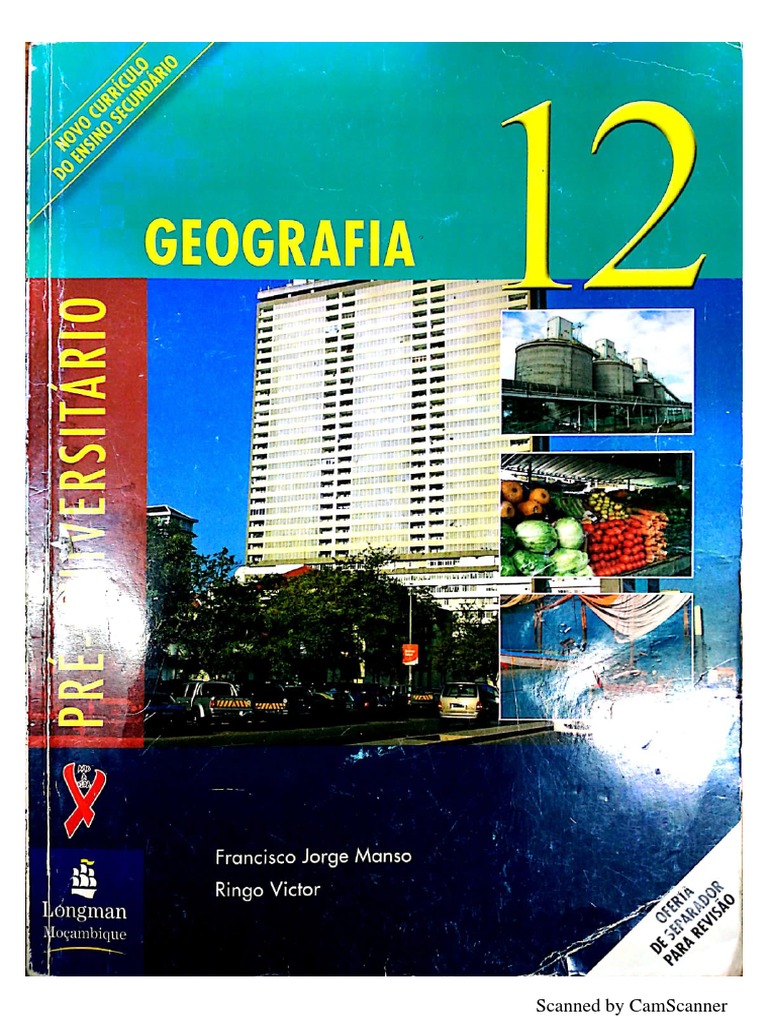 NOVO CURRÍCULO
DO ENSINO SECUNDÁRIO
12
GEOGRAFIA
PRÉ-UNIVERSITÁRIO
Francisco Jorge Manso
Ringo Victor
Longman
Moçambique
OFERTA
DE SEPARADOR
PARA REVISÃO
Scanned by CamScanner